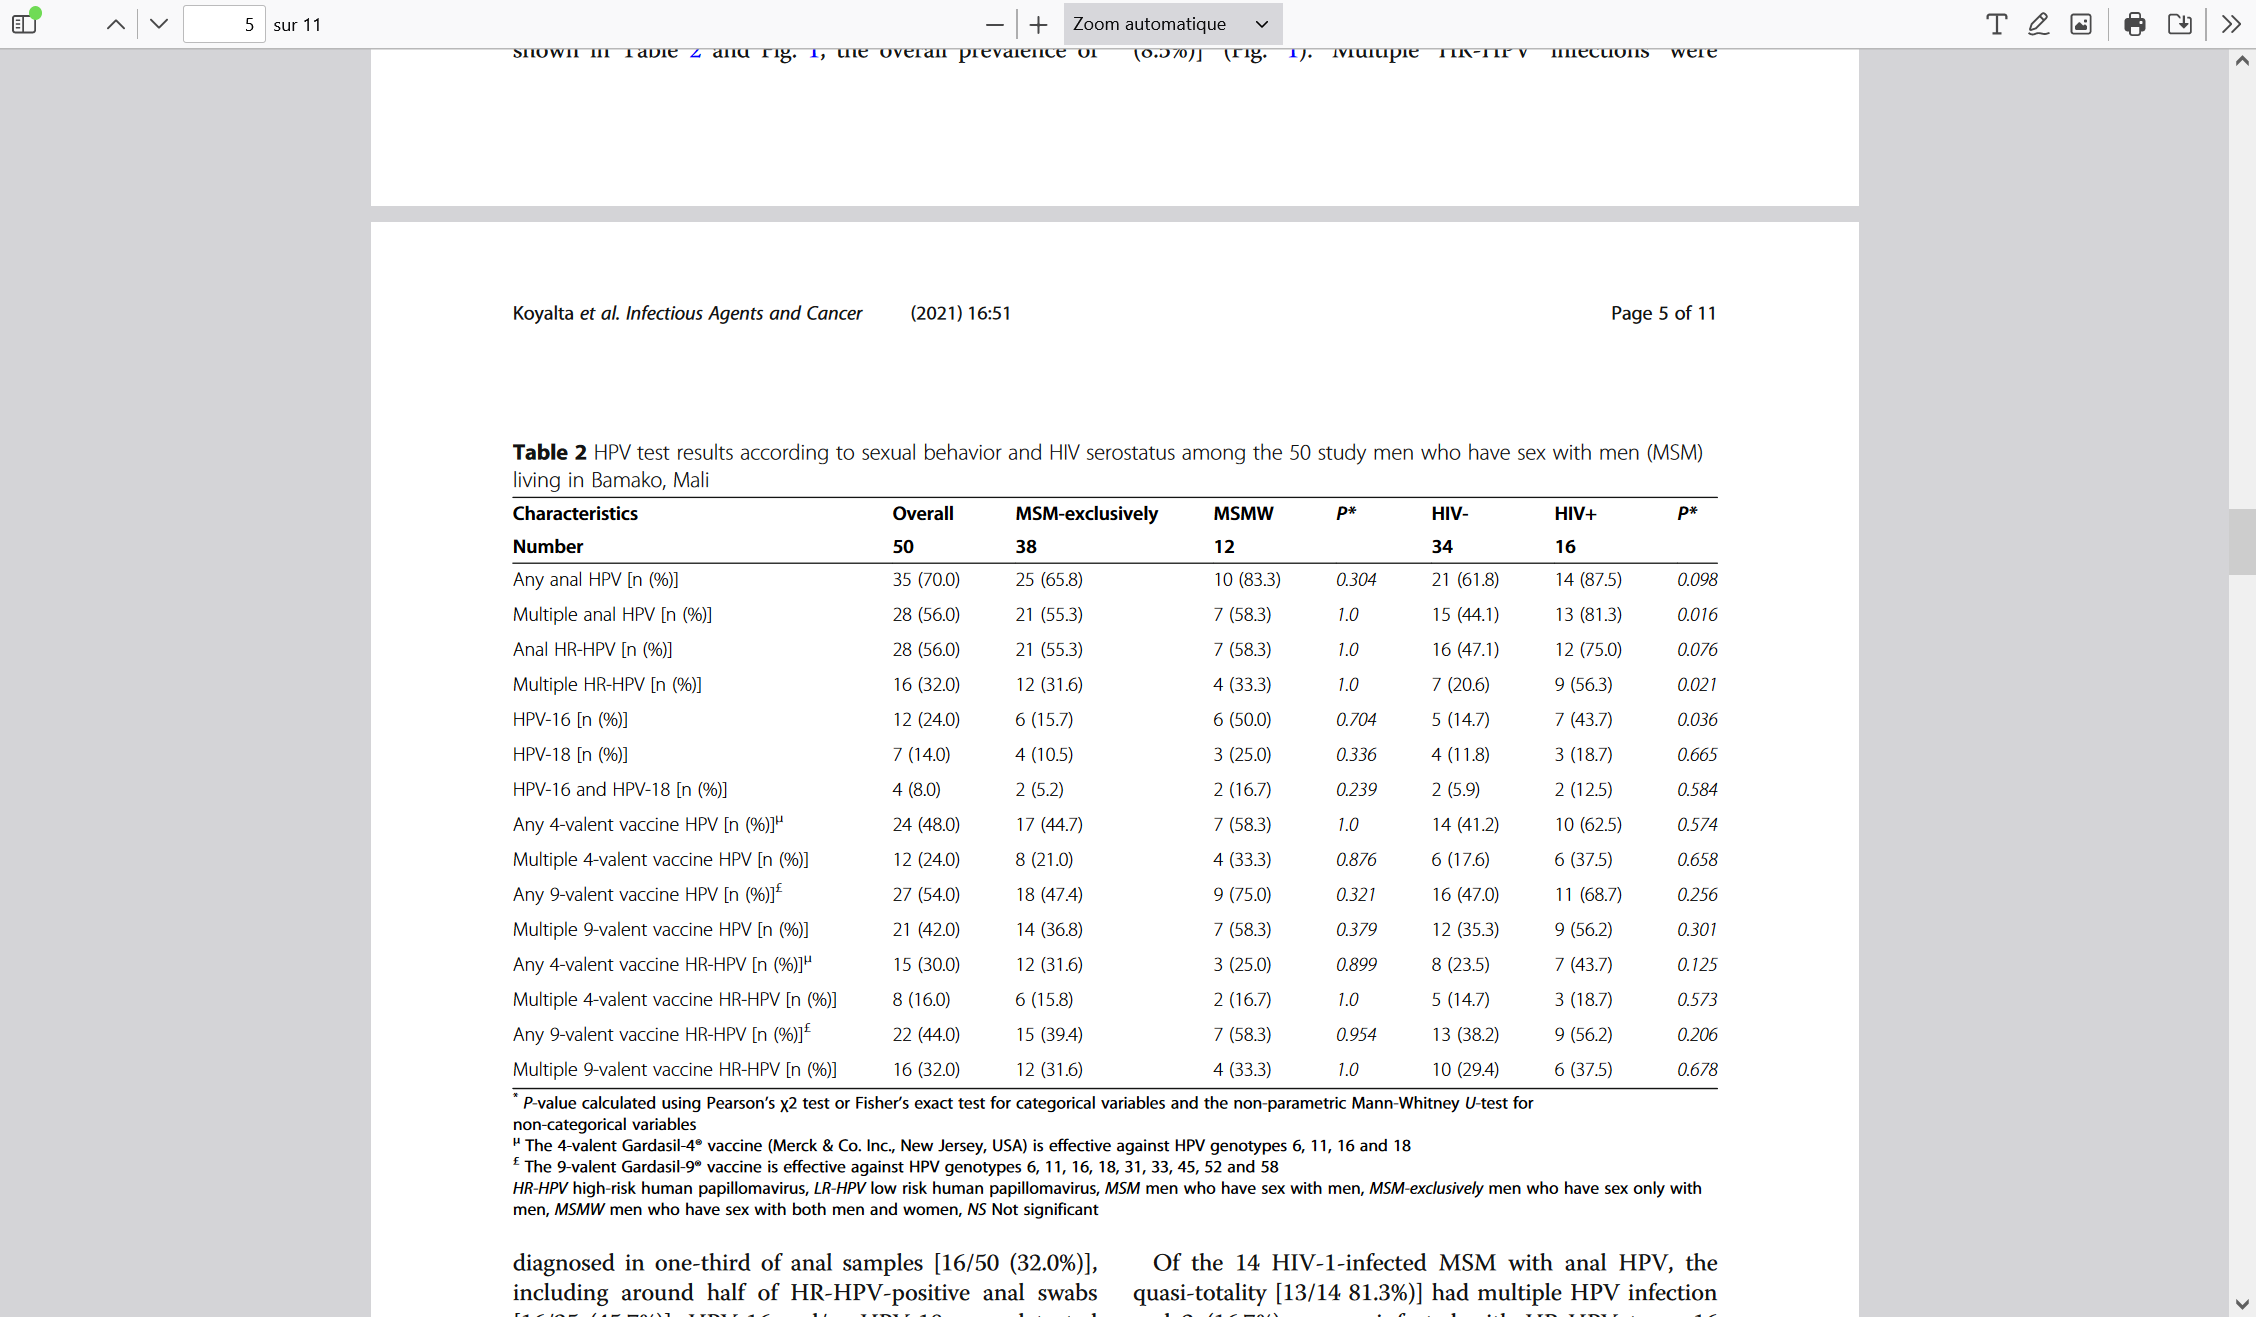 5 sur 11
Zoom automatique
shown in Table 2 and Fig. 1, the overall prevalence of
(8.5%)] (Fig. 1). Multiple HR-HPV infections were
Koyalta et al. Infectious Agents and Cancer (2021) 16:51 Page 5 of 11
Table 2 HPV test results according to sexual behavior and HIV serostatus among the 50 study men who have sex with men (MSM)
living in Bamako, Mali
Characteristics Overall MSM-exclusively MSMW P* HIV- HIV+ P*
Number 50 38 12 34 16
Any anal HPV [n (%)] 35 (70.0) 25 (65.8) 10 (83.3) 0.304 21 (61.8) 14 (87.5) 0.098
Multiple anal HPV [n (%)] 28 (56.0) 21 (55.3) 7 (58.3) 1.0 15 (44.1) 13 (81.3) 0.016
Anal HR-HPV [n (%)] 28 (56.0) 21 (55.3) 7 (58.3) 1.0 16 (47.1) 12 (75.0) 0.076
Multiple HR-HPV [n (%)] 16 (32.0) 12 (31.6) 4 (33.3) 1.0 7 (20.6) 9 (56.3) 0.021
HPV-16 [n (%)] 12 (24.0) 6 (15.7) 6 (50.0) 0.704 5 (14.7) 7 (43.7) 0.036
HPV-18 [n (%)] 7 (14.0) 4 (10.5) 3 (25.0) 0.336 4 (11.8) 3 (18.7) 0.665
HPV-16 and HPV-18 [n (%)] 4 (8.0) 2 (5.2) 2 (16.7) 0.239 2 (5.9) 2 (12.5) 0.584
Any 4-valent vaccine HPV [n (%)]µ 24 (48.0) 17 (44.7) 7 (58.3) 1.0 14 (41.2) 10 (62.5) 0.574
Multiple 4-valent vaccine HPV [n (%)] 12 (24.0) 8 (21.0) 4 (33.3) 0.876 6 (17.6) 6 (37.5) 0.658
Any 9-valent vaccine HPV [n (%)]£ 27 (54.0) 18 (47.4) 9 (75.0) 0.321 16 (47.0) 11 (68.7) 0.256
Multiple 9-valent vaccine HPV [n (%)] 21 (42.0) 14 (36.8) 7 (58.3) 0.379 12 (35.3) 9 (56.2) 0.301
Any 4-valent vaccine HR-HPV [n (%)]µ 15 (30.0) 12 (31.6) 3 (25.0) 0.899 8 (23.5) 7 (43.7) 0.125
Multiple 4-valent vaccine HR-HPV [n (%)] 8 (16.0) 6 (15.8) 2 (16.7) 1.0 5 (14.7) 3 (18.7) 0.573
Any 9-valent vaccine HR-HPV [n (%)]£ 22 (44.0) 15 (39.4) 7 (58.3) 0.954 13 (38.2) 9 (56.2) 0.206
Multiple 9-valent vaccine HR-HPV [n (%)] 16 (32.0) 12 (31.6) 4 (33.3) 1.0 10 (29.4) 6 (37.5) 0.678
* P-value calculated using Pearson's χ2 test or Fisher's exact test for categorical variables and the non-parametric Mann-Whitney U-test for
non-categorical variables
µ The 4-valent Gardasil-4® vaccine (Merck & Co. Inc., New Jersey, USA) is effective against HPV genotypes 6, 11, 16 and 18
£ The 9-valent Gardasil-9® vaccine is effective against HPV genotypes 6, 11, 16, 18, 31, 33, 45, 52 and 58
HR-HPV high-risk human papillomavirus, LR-HPV low risk human papillomavirus, MSM men who have sex with men, MSM-exclusively men who have sex only with
men, MSMW men who have sex with both men and women, NS Not significant
diagnosed in one-third of anal samples [16/50 (32.0%)],
including around half of HR-HPV-positive anal swabs
Of the 14 HIV-1-infected MSM with anal HPV, the
quasi-totality [13/14 81.3%)] had multiple HPV infection